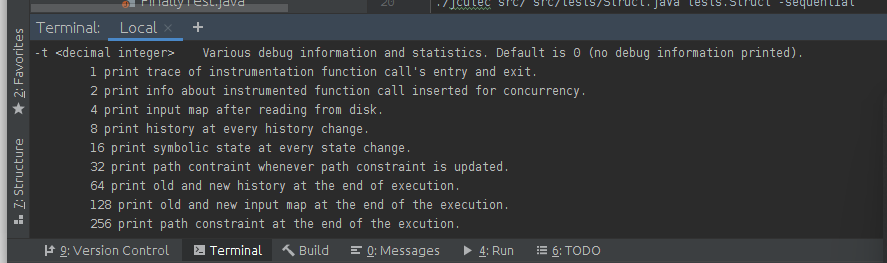 FinallyTest.java
20 ./jcutec src/ src/tests/Struct.java tests.Struct -sequential
Terminal: Local × +
-t <decimal integer> Various debug information and statistics. Default is 0 (no debug information printed).
1 print trace of instrumentation function call's entry and exit.
2 print info about instrumented function call inserted for concurrency.
4 print input map after reading from disk.
8 print history at every history change.
16 print symbolic state at every state change.
32 print path contraint whenever path constraint is updated.
64 print old and new history at the end of execution.
128 print old and new input map at the end of the execution.
256 print path constraint at the end of the excution.
2: Favorites
7: Structure
9: Version Control
Terminal
Build
0: Messages
4: Run
6: TODO